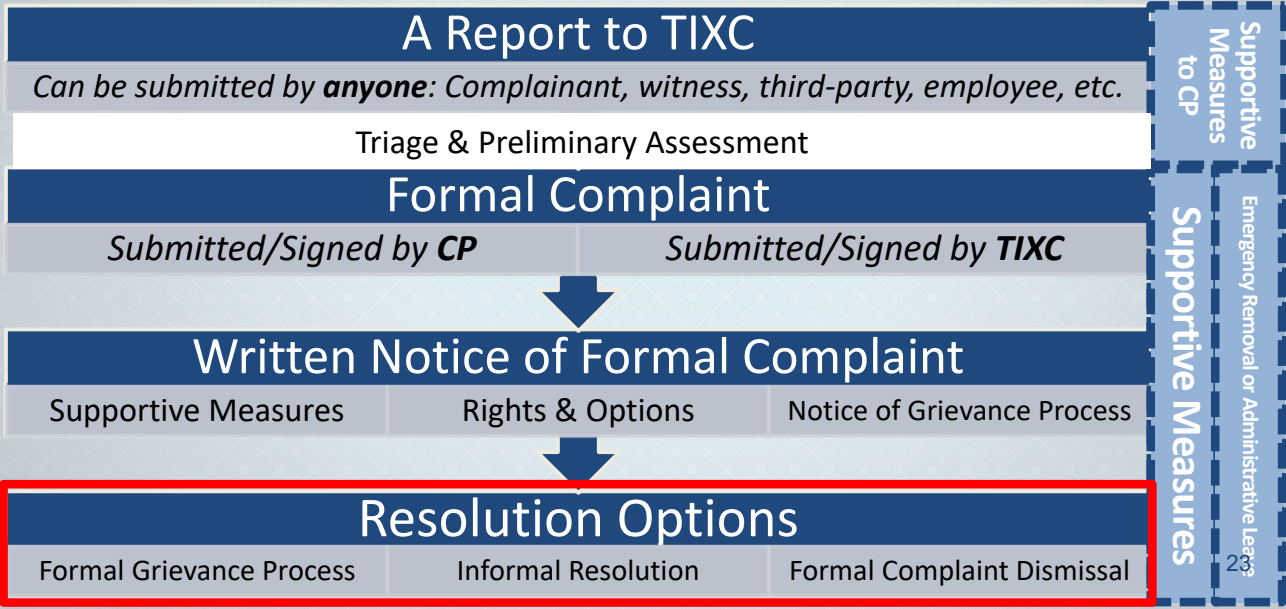 A Report to TIXC
Can be submitted by anyone: Complainant, witness, third-party, employee, etc.
Triage & Preliminary Assessment
Formal Complaint
Submitted/Signed by CP
Submitted/Signed by TIXC
Written Notice of Formal Complaint
Supportive Measures
Rights & Options
Notice of Grievance Process
Resolution Options
Formal Grievance Process
Informal Resolution
Formal Complaint Dismissal
Supportive
Measures
to CP
Supportive Measures
Emergency Removal or Administrative Leave
23